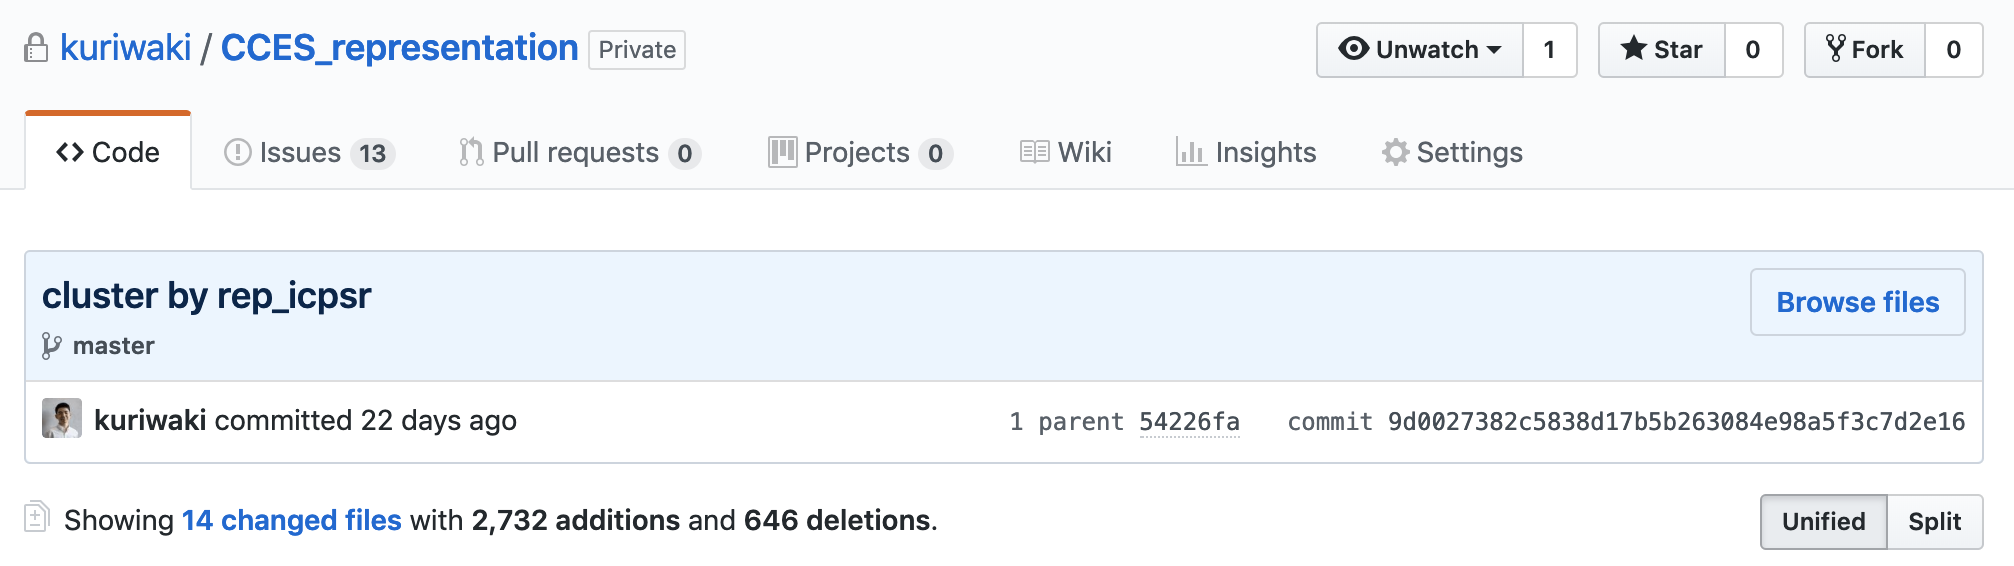 kuriwaki / CCES_representation Private Unwatch 1 Star 0 Fork 0
Code Issues 13 Pull requests 0 Projects 0 Wiki Insights Settings
cluster by rep_icpsr Browse files
master
kuriwaki committed 22 days ago 1 parent 54226fa commit 9d0027382c5838d17b5b263084e98a5f3c7d2e16
Showing 14 changed files with 2,732 additions and 646 deletions. Unified Split